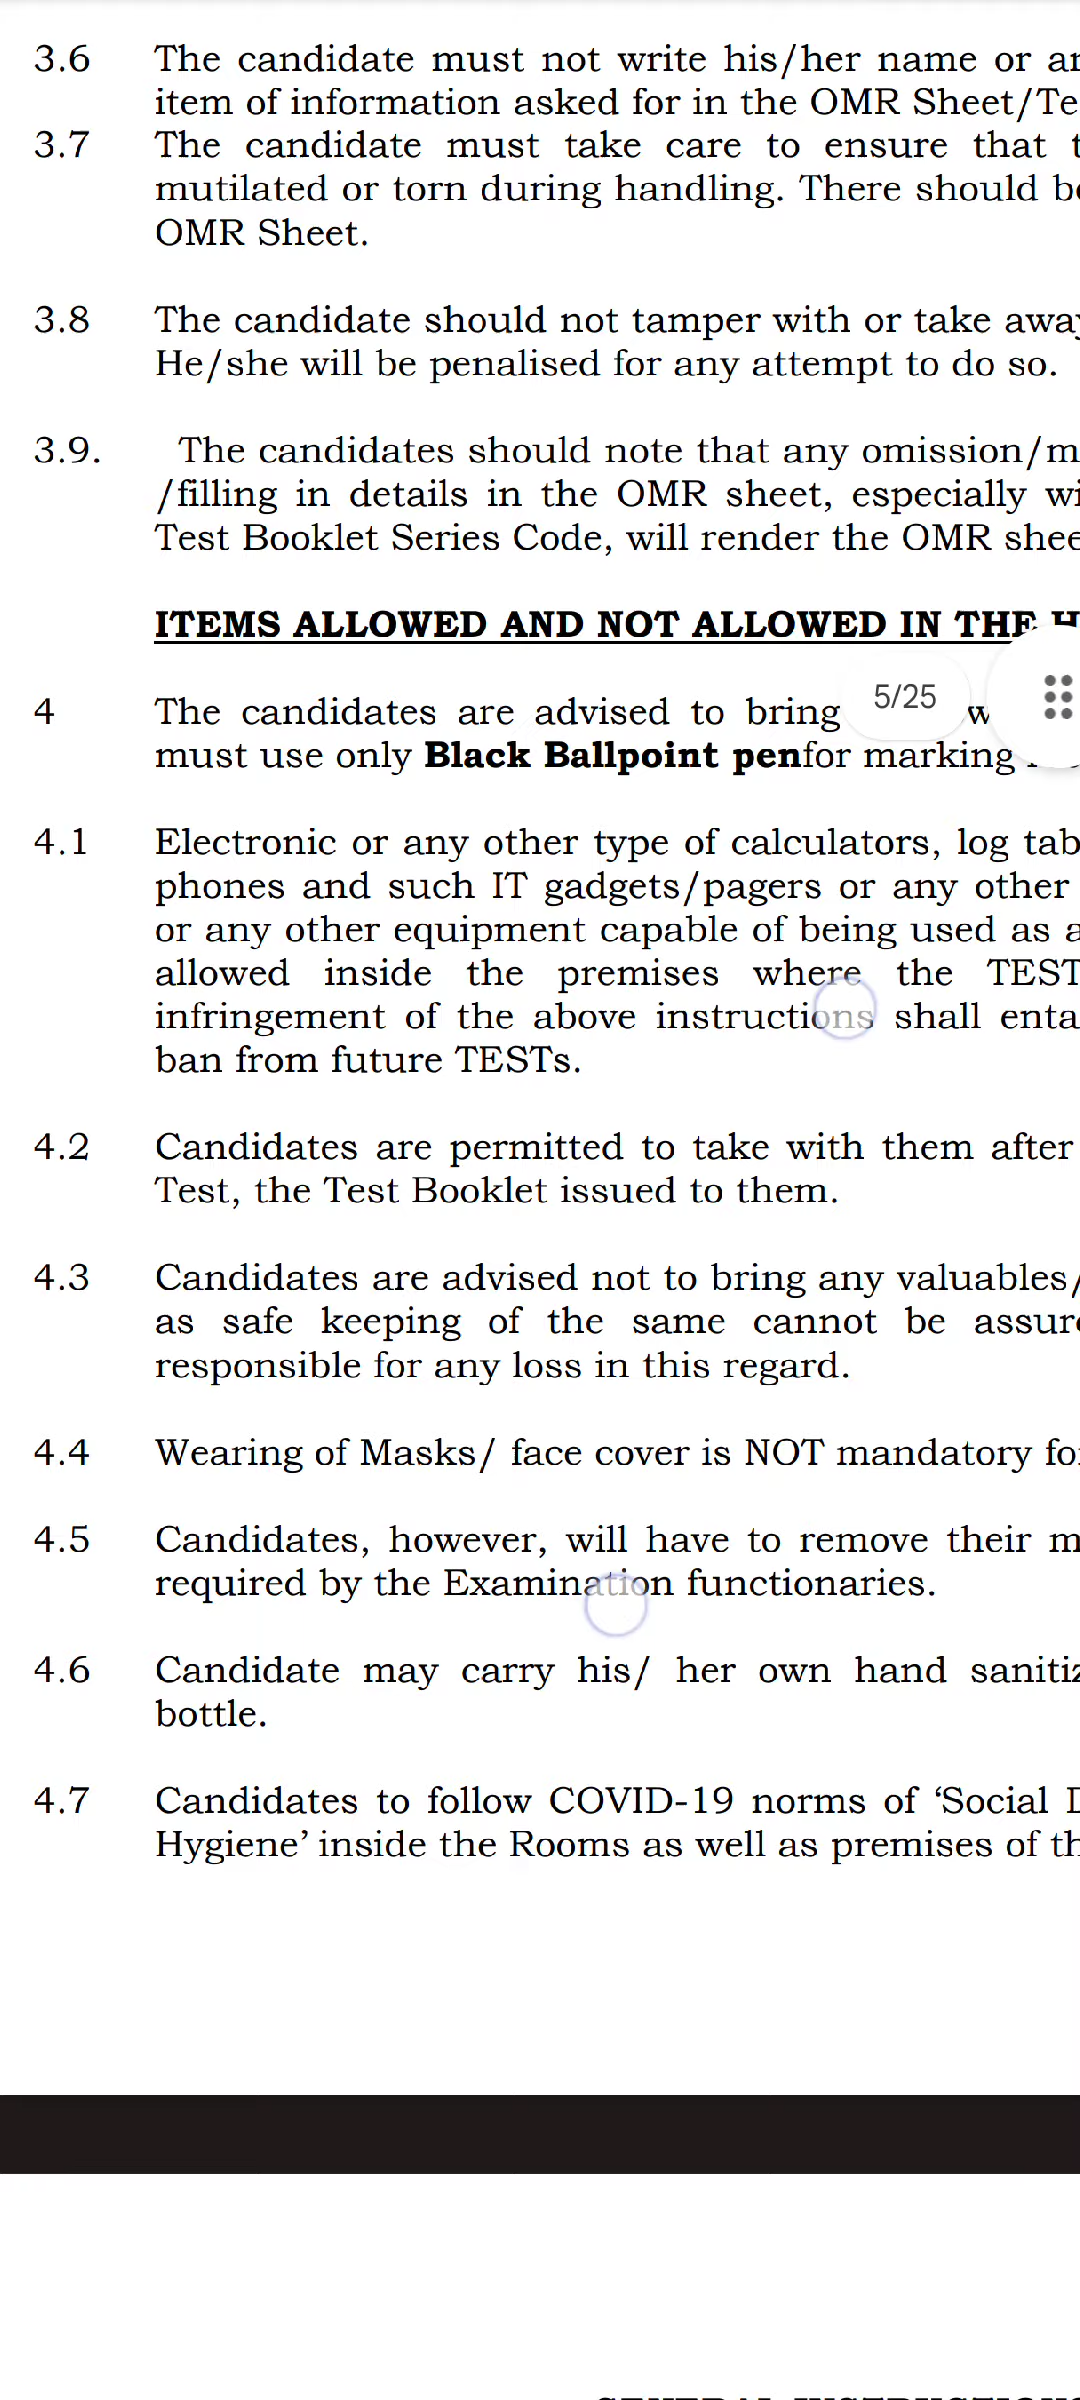 3.6 The candidate must not write his/her name or
item of information asked for in the OMR Sheet/Te
3.7 The candidate must take care to ensure that
mutilated or torn during handling. There should
OMR Sheet.
3.8 The candidate should not tamper with or take
He/she will be penalised for any attempt to do so.
3.9. The candidates should note that any omission/m
/filling in details in the OMR sheet, especially
Test Booklet Series Code, will render the OMR
ITEMS ALLOWED AND NOT ALLOWED IN THE H
5/25
4 The candidates are advised to bring
must use only Black Ballpoint penfor marking
4.1 Electronic or any other type of calculators, log tab
phones and such IT gadgets/pagers or any other
or any other equipment capable of being used as
allowed inside the premises where the TEST
infringement of the above instructions shall enta
ban from future TESTs.
4.2 Candidates are permitted to take with them after
Test, the Test Booklet issued to them.
4.3 Candidates are advised not to bring any valuables/
as safe keeping of the same cannot be
responsible for any loss in this regard.
4.4 Wearing of Masks/ face cover is NOT mandatory
4.5 Candidates, however, will have to remove their m
required by the Examination functionaries.
4.6 Candidate may carry his/ her own hand
bottle.
4.7 Candidates to follow COVID-19 norms of ‘Social
Hygiene’ inside the Rooms as well as premises of